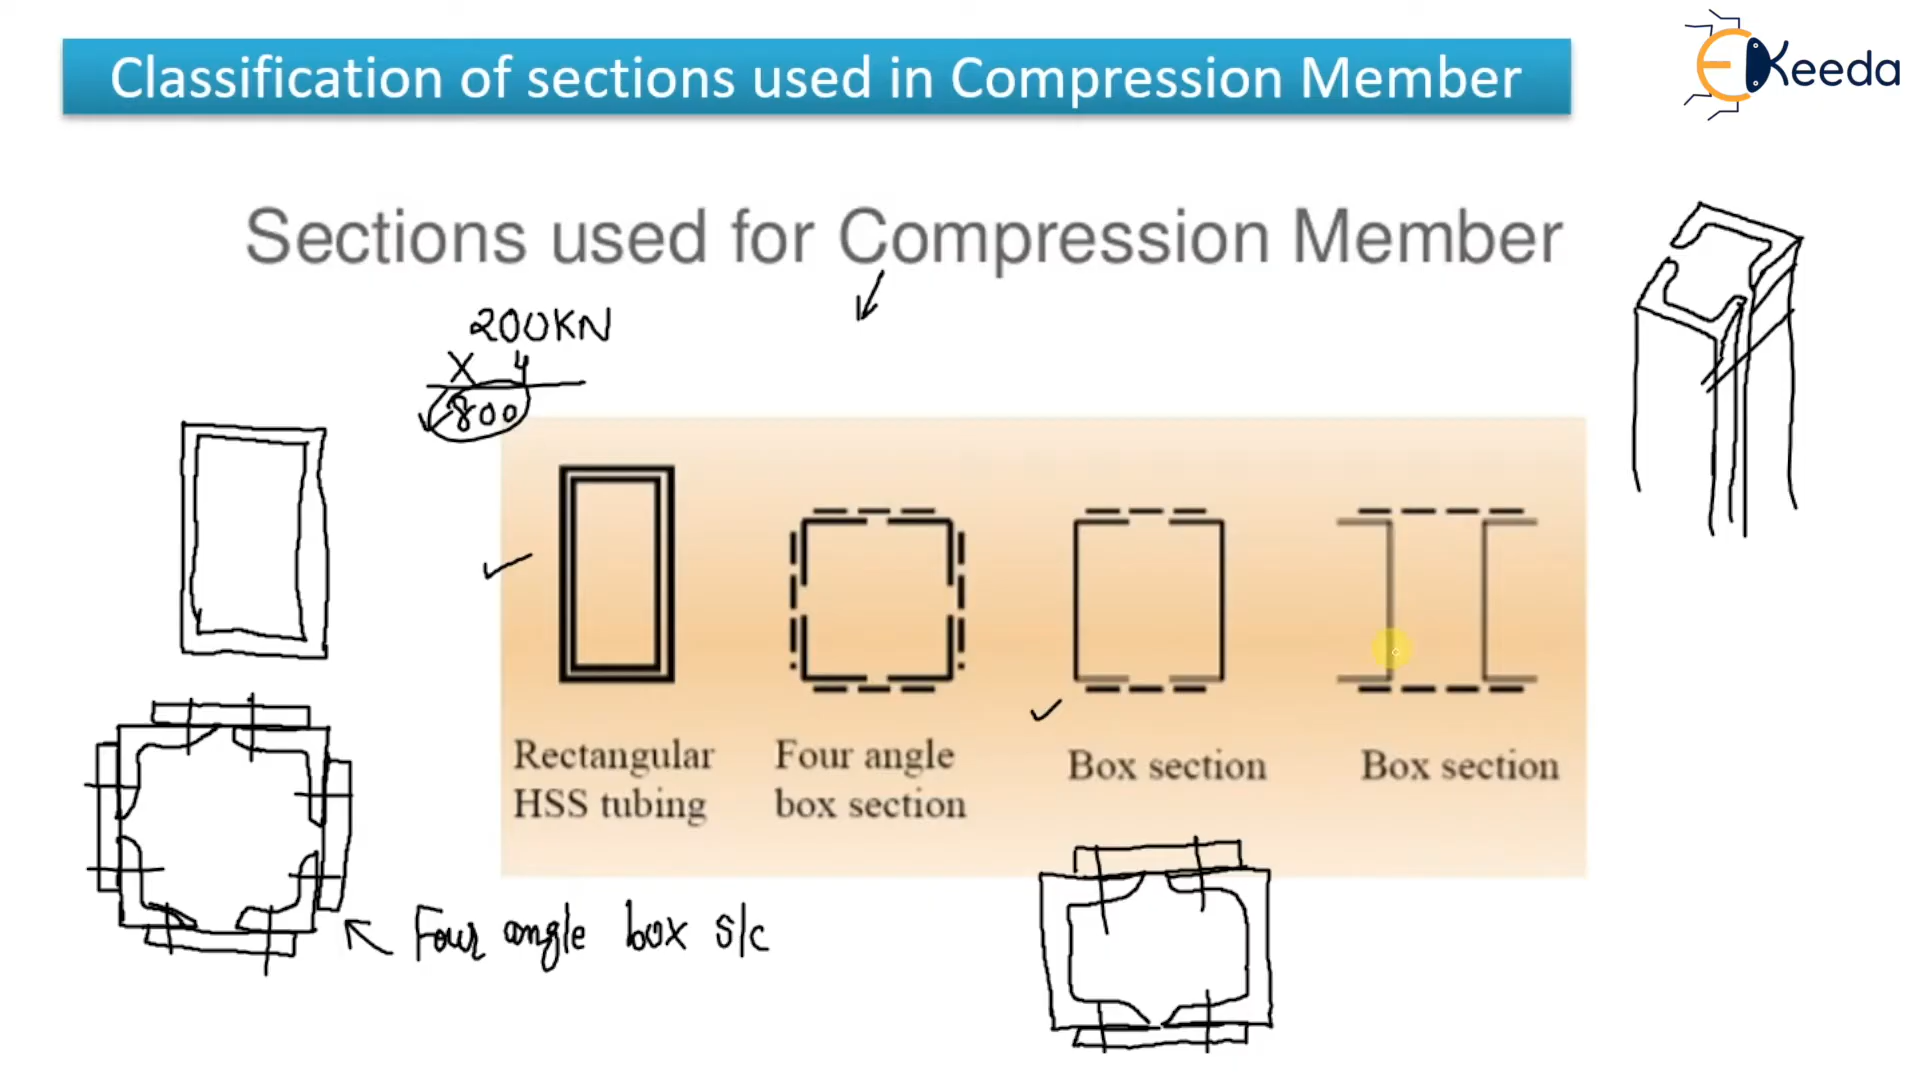 Classification of sections used in Compression Member
EKeeda
Sections used for Compression Member
200KN
X 4
800
Rectangular
HSS tubing
Four angle
box section
Box section
Box section
Four angle box s/c